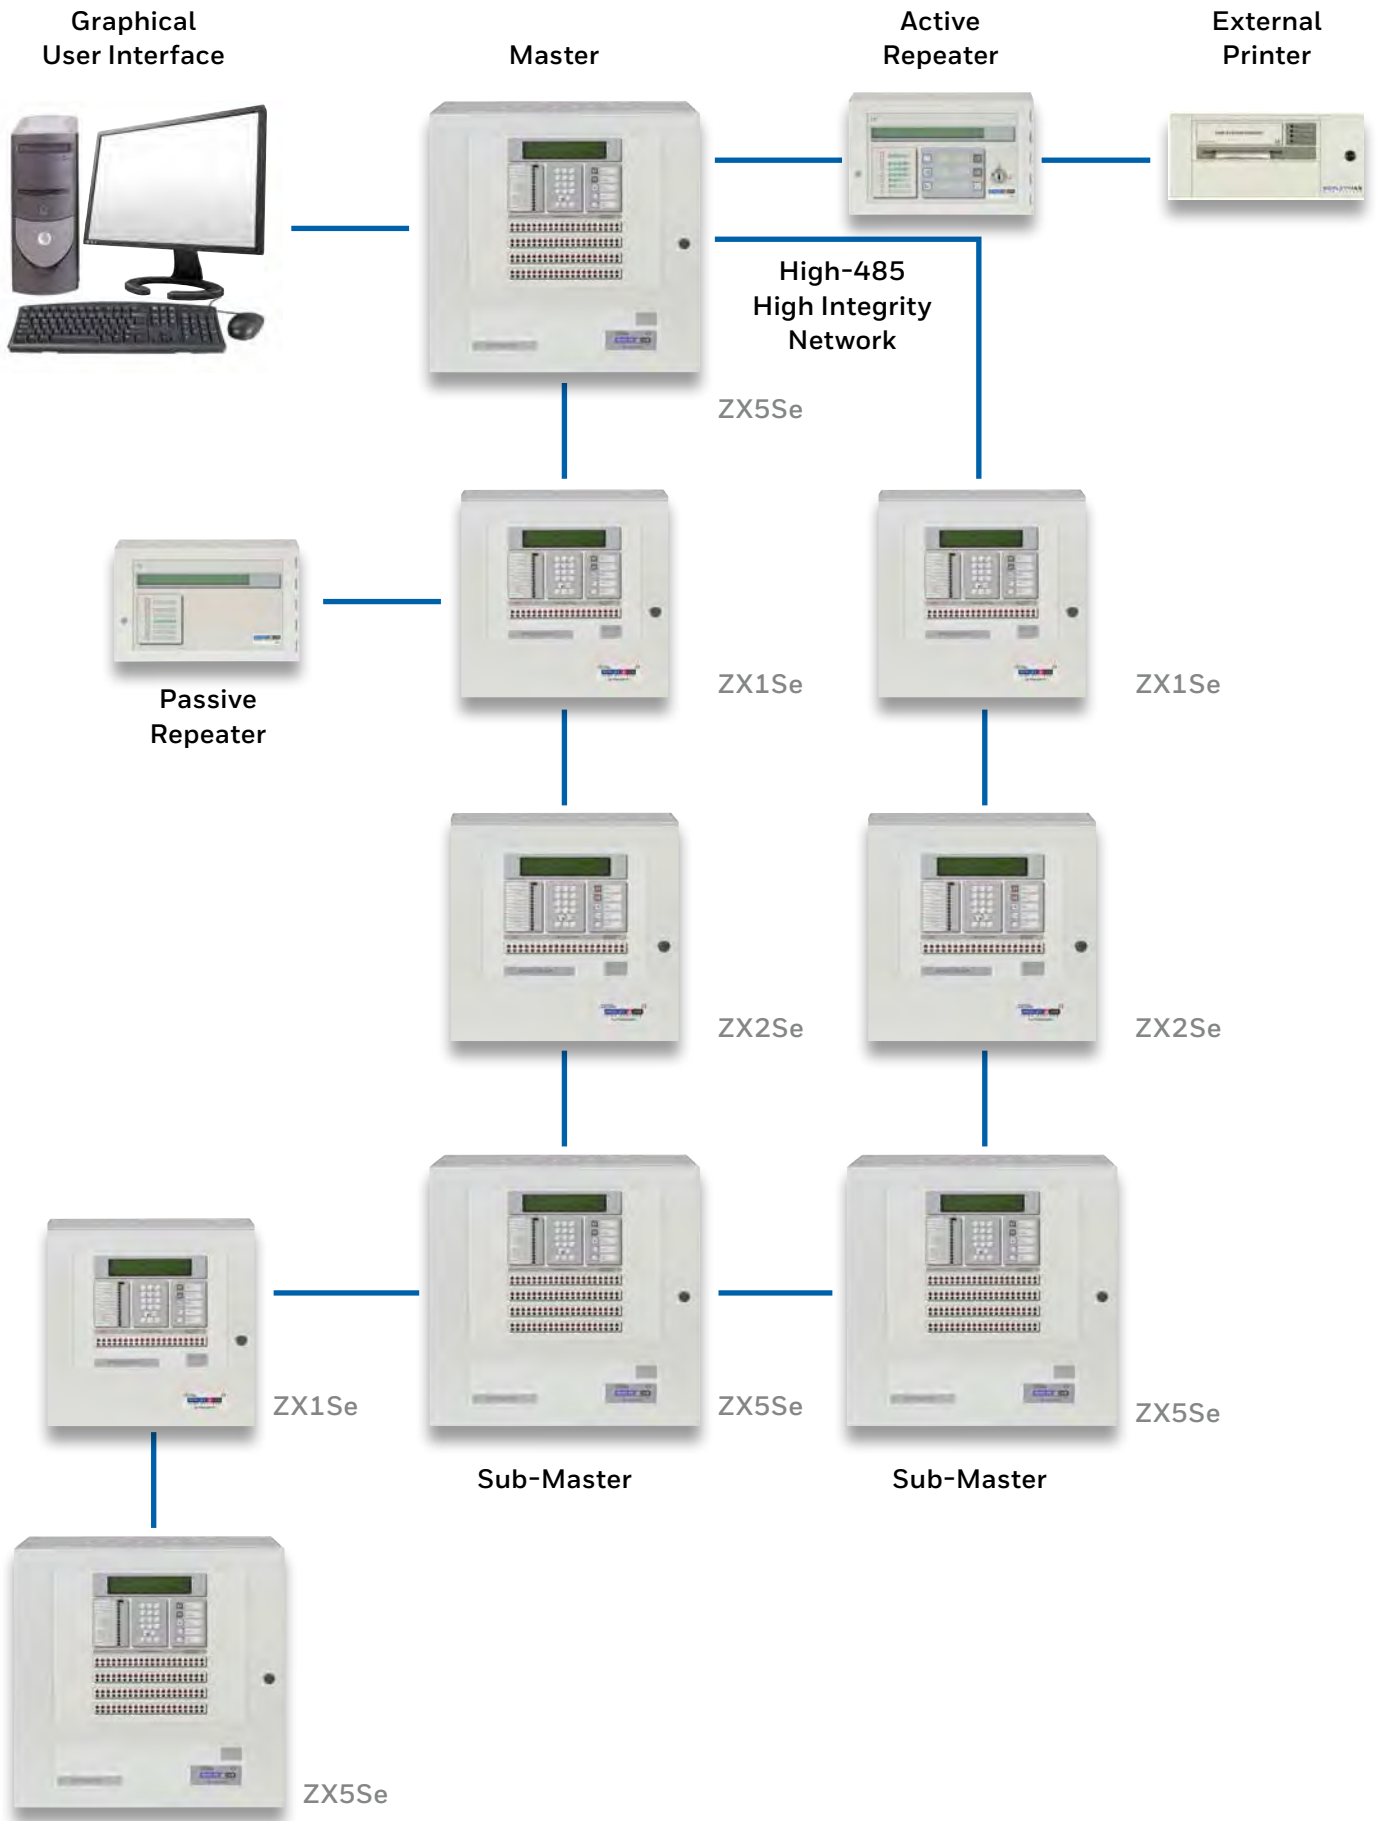 Graphical
User Interface
Master
Active
Repeater
External
Printer
High-485
High Integrity
Network
ZX5Se
Passive
Repeater
ZX1Se
ZX1Se
ZX2Se
ZX2Se
ZX1Se
ZX5Se
ZX5Se
Sub-Master
Sub-Master
ZX5Se